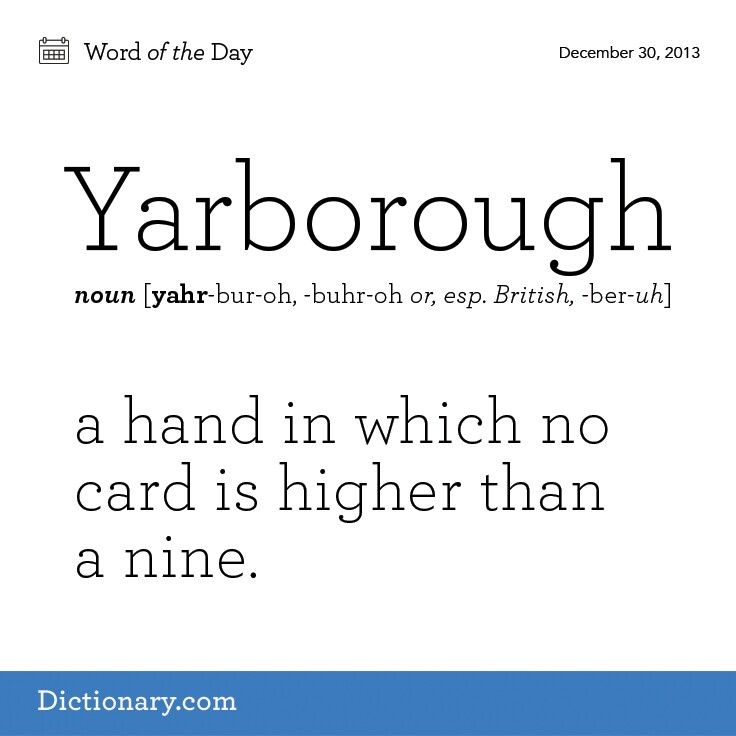 Word of the Day
December 30, 2013
Yarborough
noun [yahr-bur-oh, -buhr-oh or, esp. British, -ber-uh]
a hand in which no
card is higher than
a nine.
Dictionary.com